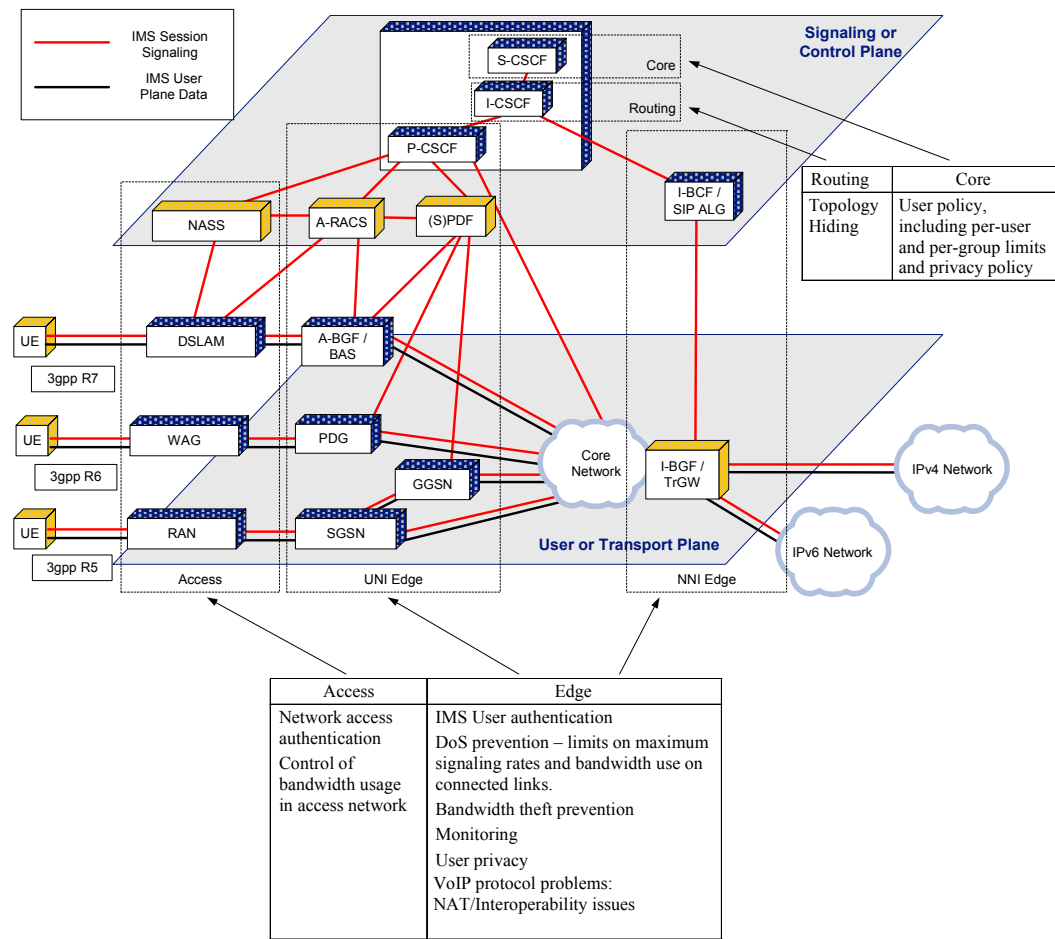 IMS Session
Signaling
IMS User
Plane Data
Signaling or
Control Plane
S-CSCF
Core
I-CSCF
Routing
P-CSCF
I-BCF /
SIP ALG
NASS
A-RACS
(S)PDF
Routing
Core
Topology
Hiding
User policy,
including per-user
and per-group limits
and privacy policy
UE
DSLAM
A-BGF /
BAS
3gpp R7
UE
WAG
PDG
Core
Network
I-BGF /
TrGW
IPv4 Network
3gpp R6
GGSN
UE
RAN
SGSN
User or Transport Plane
IPv6 Network
3gpp R5
Access
UNI Edge
NNI Edge
Access
Network access
authentication
Control of
bandwidth usage
in access network
Edge
IMS User authentication
DoS prevention – limits on maximum
signaling rates and bandwidth use on
connected links.
Bandwidth theft prevention
Monitoring
User privacy
VoIP protocol problems:
NAT/Interoperability issues